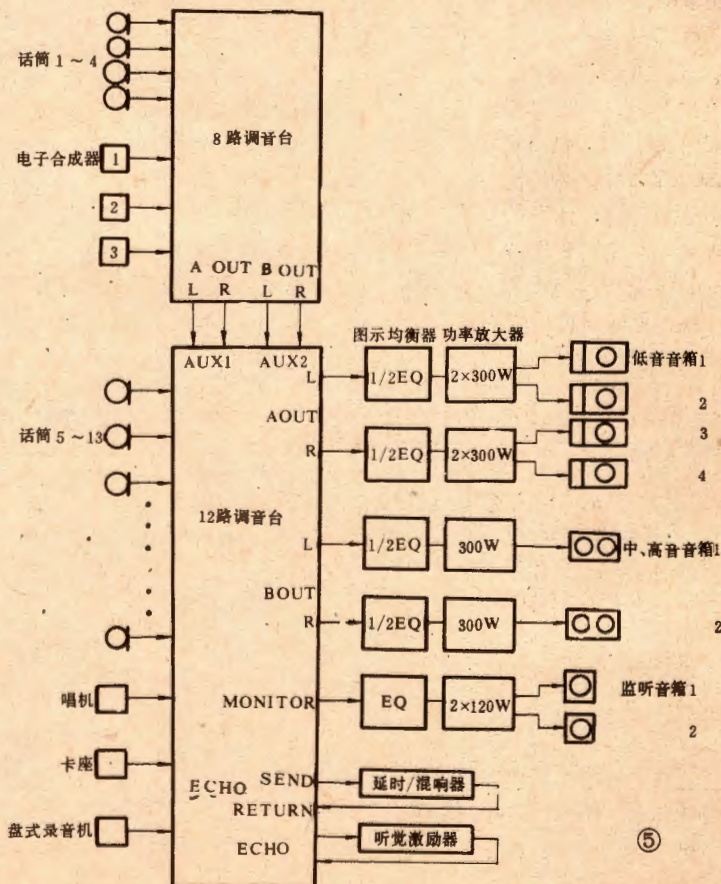 话筒 1～4
8 路调音台
电子合成器 1
2
3
A OUT B OUT
L R L R
图示均衡器 功率放大器
AUX1 AUX2
L 1/2EQ 2×300W 低音音箱1
2
AOUT
话筒 5～13
R 1/2EQ 2×300W 3
4
12路调音台
L 1/2EQ 300W 中、高音音箱1
BOUT
R 1/2EQ 300W 2
唱机
MONITOR EQ 2×120W 监听音箱1
2
卡座
ECHO SEND 延时/混响器
RETURN
盘式录音机
ECHO 听觉激励器
⑤